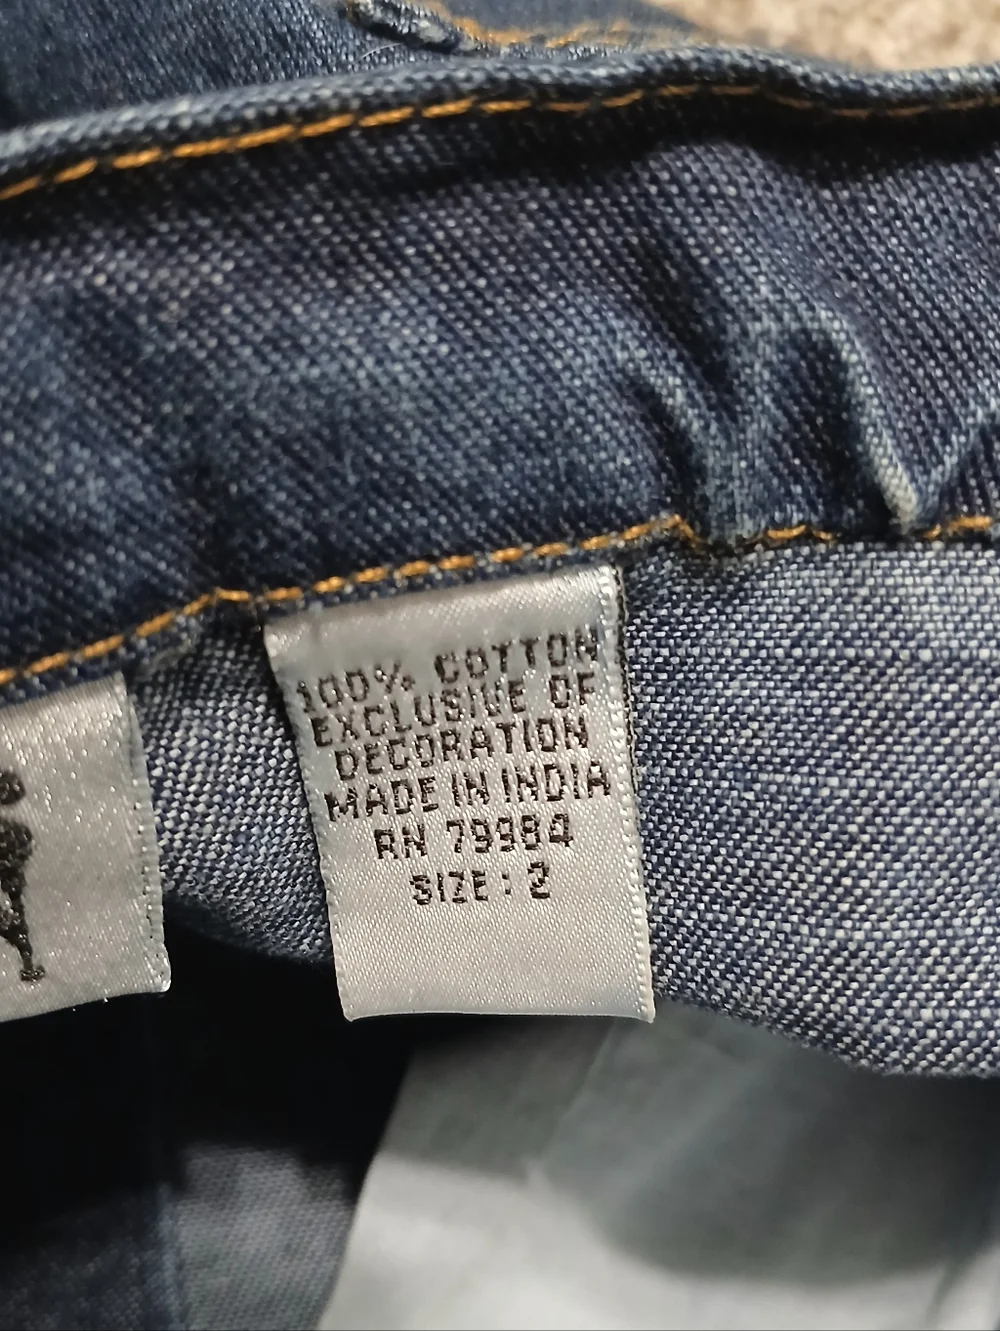 100% COTTON
EXCLUSIVE OF
DECORATION
MADE IN INDIA
RN 79984
SIZE : 2